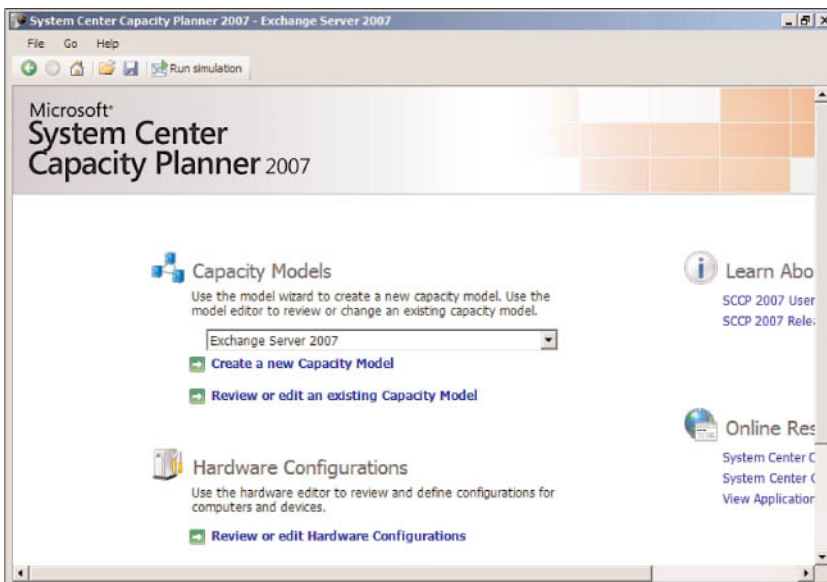 System Center Capacity Planner 2007 - Exchange Server 2007
File Go Help
Run simulation
Microsoft®
System Center
Capacity Planner 2007
Capacity Models
Use the model wizard to create a new capacity model. Use the
model editor to review or change an existing capacity model.
Exchange Server 2007
Create a new Capacity Model
Review or edit an existing Capacity Model
Hardware Configurations
Use the hardware editor to review and define configurations for
computers and devices.
Review or edit Hardware Configurations
Learn Abo
SCCP 2007 User
SCCP 2007 Rele
Online Res
System Center C
System Center C
View Application